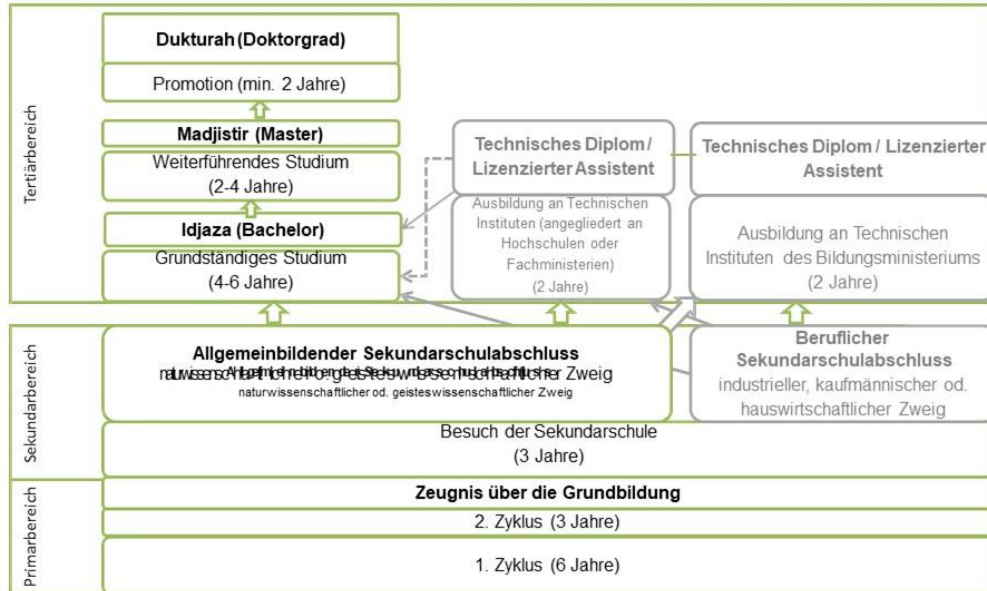 Tertiärbereich
Dukturah (Doktorgrad)
Promotion (min. 2 Jahre)
Madjistir (Master)
Weiterführendes Studium
(2-4 Jahre)
Idjaza (Bachelor)
Grundständiges Studium
(4-6 Jahre)
Technisches Diplom /
Lizenzierter Assistent
Ausbildung an Technischen
Instituten (angegliedert an
Hochschulen oder
Fachministerien)
(2 Jahre)
Technisches Diplom / Lizenzierter
Assistent
Ausbildung an Technischen
Instituten des Bildungsministeriums
(2 Jahre)
Sekundarbereich
Allgemeinbildender Sekundarschulabschluss
Zweig
naturwissenschaftlicher od. geisteswissenschaftlicher Zweig
Beruflicher
Sekundarschulabschluss
industrieller, kaufmännischer od.
hauswirtschaftlicher Zweig
Besuch der Sekundarschule
(3 Jahre)
Primarbereich
Zeugnis über die Grundbildung
2. Zyklus (3 Jahre)
1. Zyklus (6 Jahre)